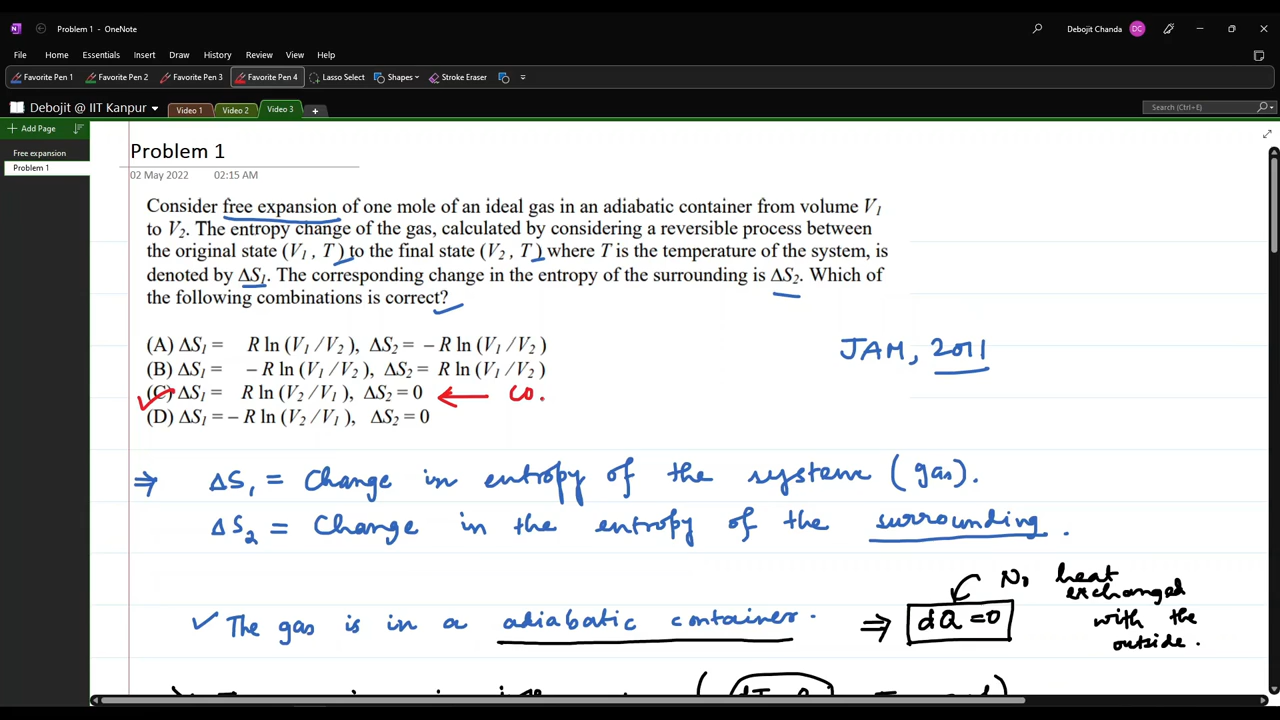 Problem 1 - OneNote
Debojit Chanda
DC
File Home Essentials Insert Draw History Review View Help
Favorite Pen 1 Favorite Pen 2 Favorite Pen 3 Favorite Pen 4 Lasso Select Shapes Stroke Eraser
Debojit @ IIT Kanpur Video 1 Video 2 Video 3 + Search (Ctrl+E)
+ Add Page
Free expansion
Problem 1
Problem 1
02 May 2022 02:15 AM
Consider free expansion of one mole of an ideal gas in an adiabatic container from volume V₁
to V₂. The entropy change of the gas, calculated by considering a reversible process between
the original state (V₁ , T ) to the final state (V₂ , T ) where T is the temperature of the system, is
denoted by ΔS₁. The corresponding change in the entropy of the surrounding is ΔS₂. Which of
the following combinations is correct?
(A) ΔS₁ = R ln (V₁ /V₂ ), ΔS₂ = – R ln (V₁ /V₂ )
(B) ΔS₁ = – R ln (V₁ /V₂ ), ΔS₂ = R ln (V₁ /V₂ )
(C) ΔS₁ = R ln (V₂ /V₁ ), ΔS₂ = 0 ← co.
(D) ΔS₁ = – R ln (V₂ /V₁ ), ΔS₂ = 0
JAM, 2011
⇒ ΔS₁ = Change in entropy of the system (gas).
ΔS₂ = Change in the entropy of the surrounding .
✓ The gas is in a adiabatic container . ⇒ dQ = 0
No heat
exchanged
with the
outside .